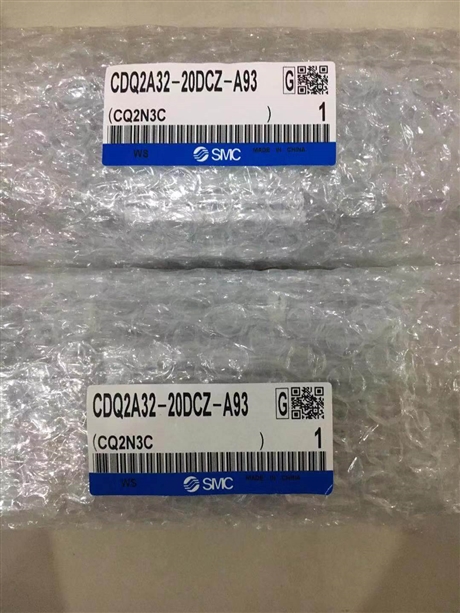 CDQ2A32-20DCZ-A93 G
(CQ2N3C ) 1
WS SMC MADE IN CHINA
CDQ2A32-20DCZ-A93 G
(CQ2N3C ) 1
WS SMC MADE IN CHINA